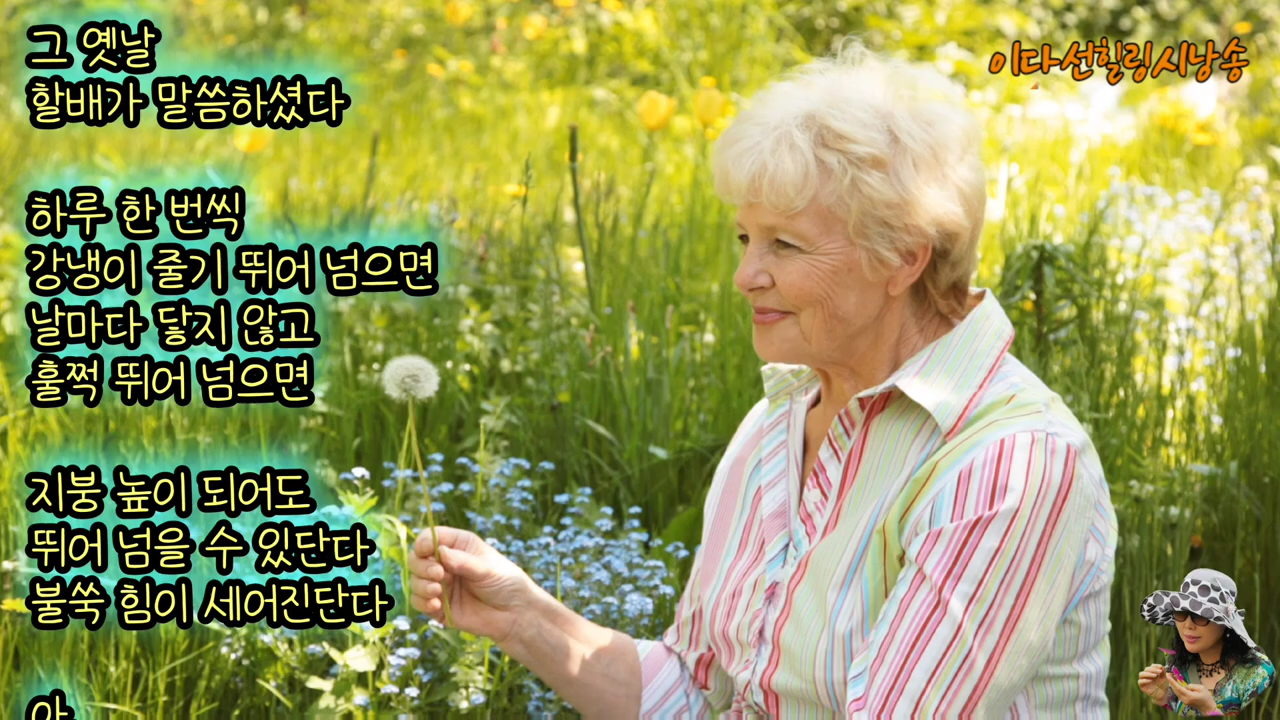 그 옛날
할배가 말씀하셨다
하루 한 번씩
강냉이 줄기 뛰어 넘으면
날마다 닿지 않고
훌쩍 뛰어 넘으면
지붕 높이 되어도
뛰어 넘을 수 있단다
불쑥 힘이 세어진단다
이다선힐링시낭송